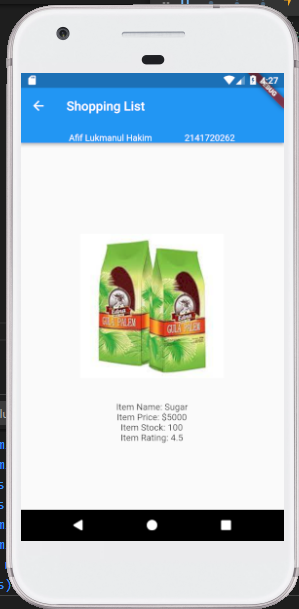 4:27
Shopping List
Afif Lukmanul Hakim 2141720262
GULA PALEM
GULA PALEM
Item Name: Sugar
Item Price: $5000
Item Stock: 100
Item Rating: 4.5